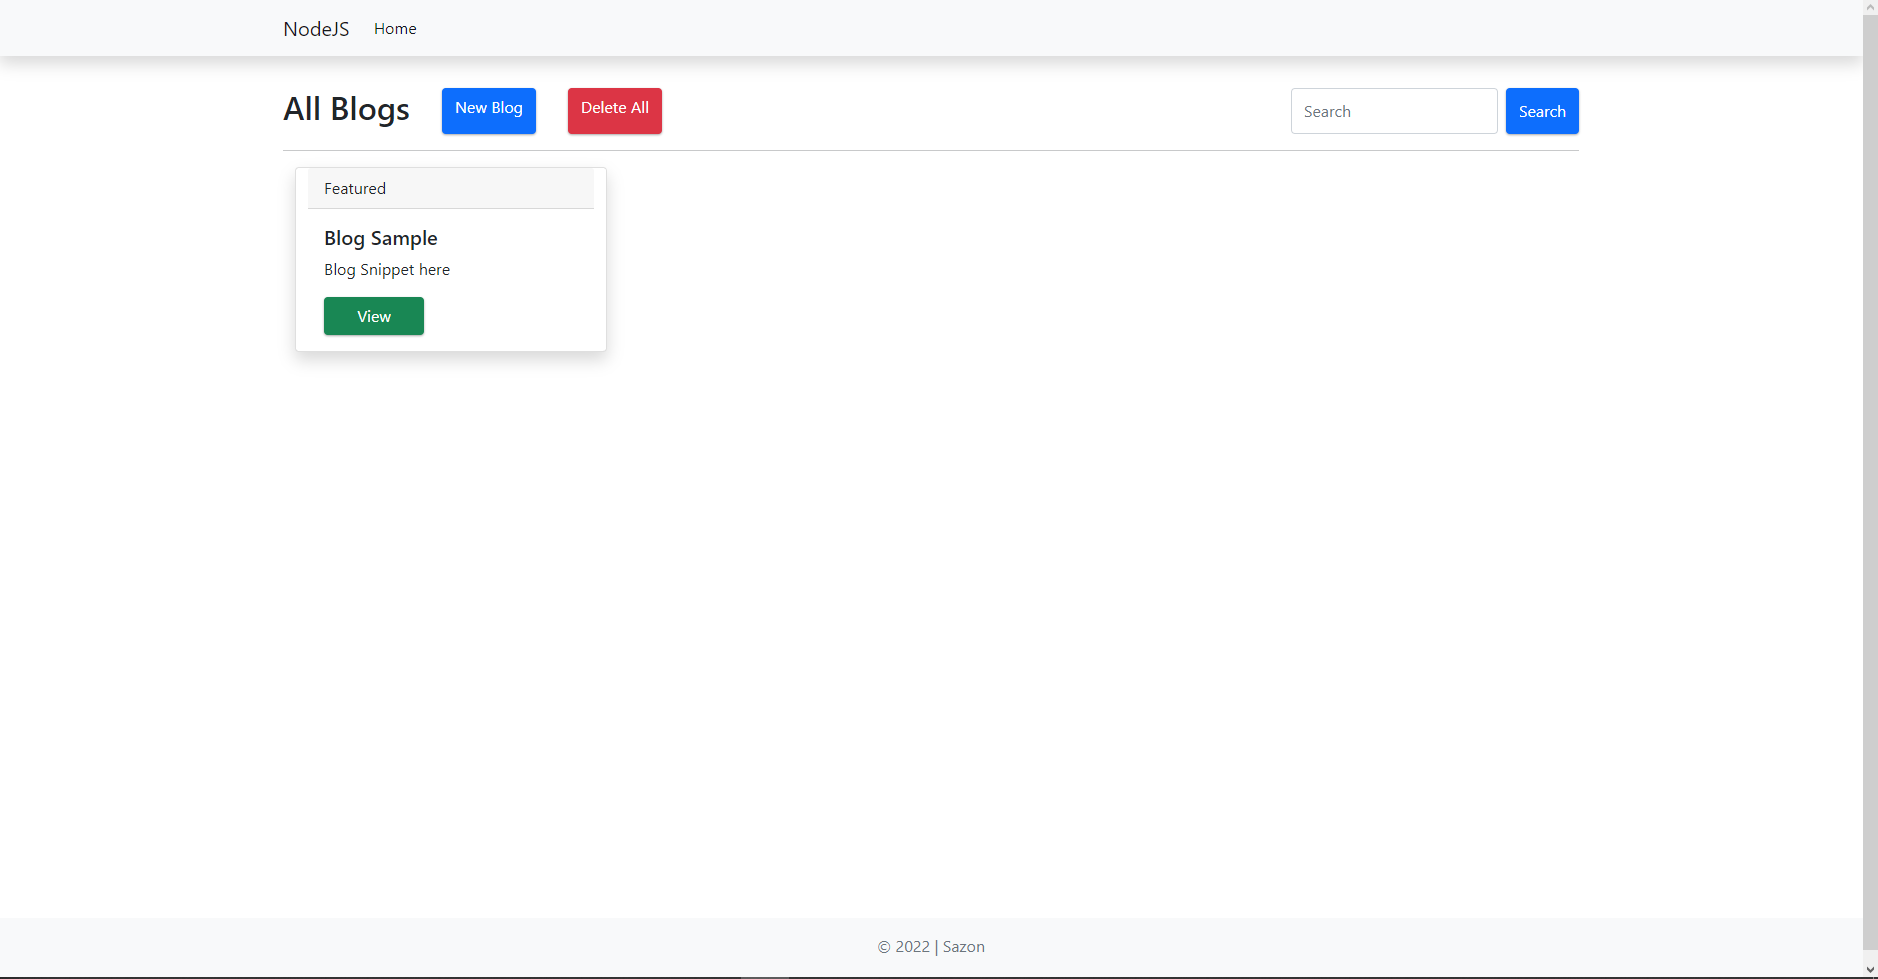 NodeJS Home
All Blogs New Blog Delete All Search Search
Featured
Blog Sample
Blog Snippet here
View
© 2022 | Sazon